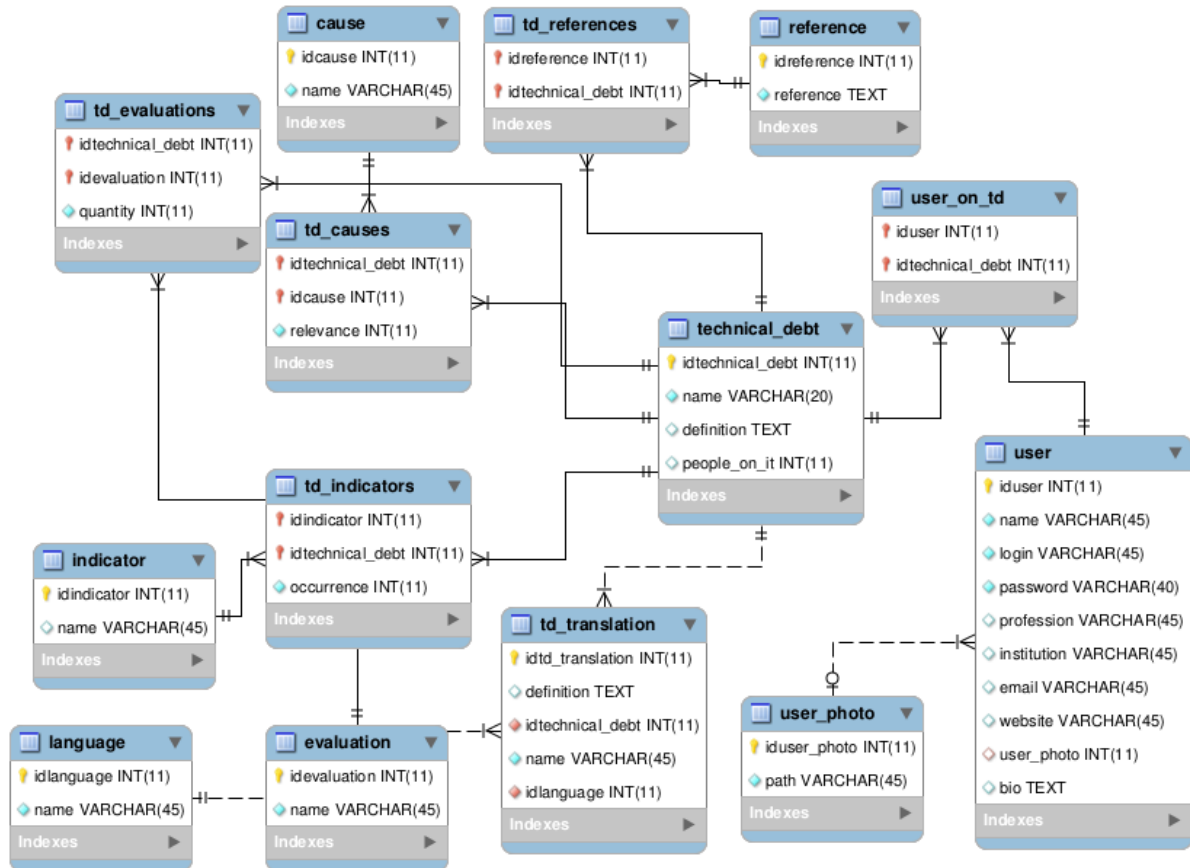 cause
idcause INT(11)
name VARCHAR(45)
Indexes
td_references
idreference INT(11)
idtechnical_debt INT(11)
Indexes
reference
idreference INT(11)
reference TEXT
Indexes
td_evaluations
idtechnical_debt INT(11)
idevaluation INT(11)
quantity INT(11)
Indexes
td_causes
idtechnical_debt INT(11)
idcause INT(11)
relevance INT(11)
Indexes
user_on_td
iduser INT(11)
idtechnical_debt INT(11)
Indexes
technical_debt
idtechnical_debt INT(11)
name VARCHAR(20)
definition TEXT
people_on_it INT(11)
Indexes
user
iduser INT(11)
name VARCHAR(45)
login VARCHAR(45)
password VARCHAR(40)
profession VARCHAR(45)
institution VARCHAR(45)
email VARCHAR(45)
website VARCHAR(45)
user_photo INT(11)
bio TEXT
Indexes
td_indicators
idindicator INT(11)
idtechnical_debt INT(11)
occurrence INT(11)
Indexes
indicator
idindicator INT(11)
name VARCHAR(45)
Indexes
td_translation
idtd_translation INT(11)
definition TEXT
idtechnical_debt INT(11)
name VARCHAR(45)
idlanguage INT(11)
Indexes
user_photo
iduser_photo INT(11)
path VARCHAR(45)
Indexes
language
idlanguage INT(11)
name VARCHAR(45)
Indexes
evaluation
idevaluation INT(11)
name VARCHAR(45)
Indexes